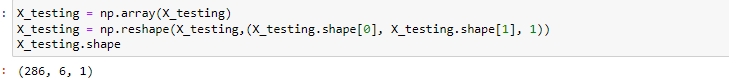 : X_testing = np.array(X_testing)
X_testing = np.reshape(X_testing,(X_testing.shape[0], X_testing.shape[1], 1))
X_testing.shape
: (286, 6, 1)